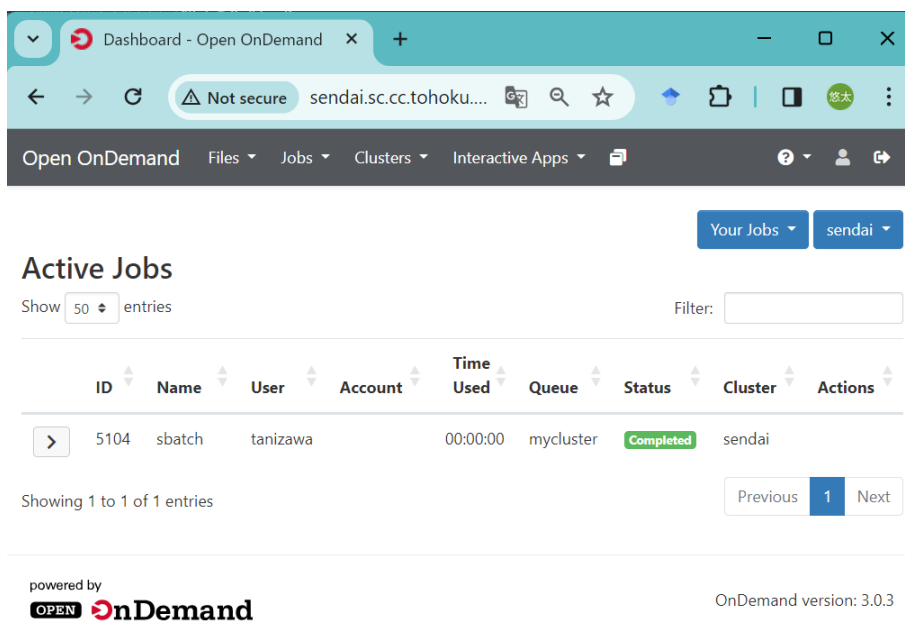 Dashboard - Open OnDemand
Not secure sendai.sc.cc.tohoku.... 悠太
Open OnDemand Files Jobs Clusters Interactive Apps
Your Jobs sendai
Active Jobs
Show 50 entries Filter:
ID Name User Account Time Used Queue Status Cluster Actions
5104 sbatch tanizawa 00:00:00 mycluster Completed sendai
Showing 1 to 1 of 1 entries Previous 1 Next
powered by
OPEN OnDemand
OnDemand version: 3.0.3